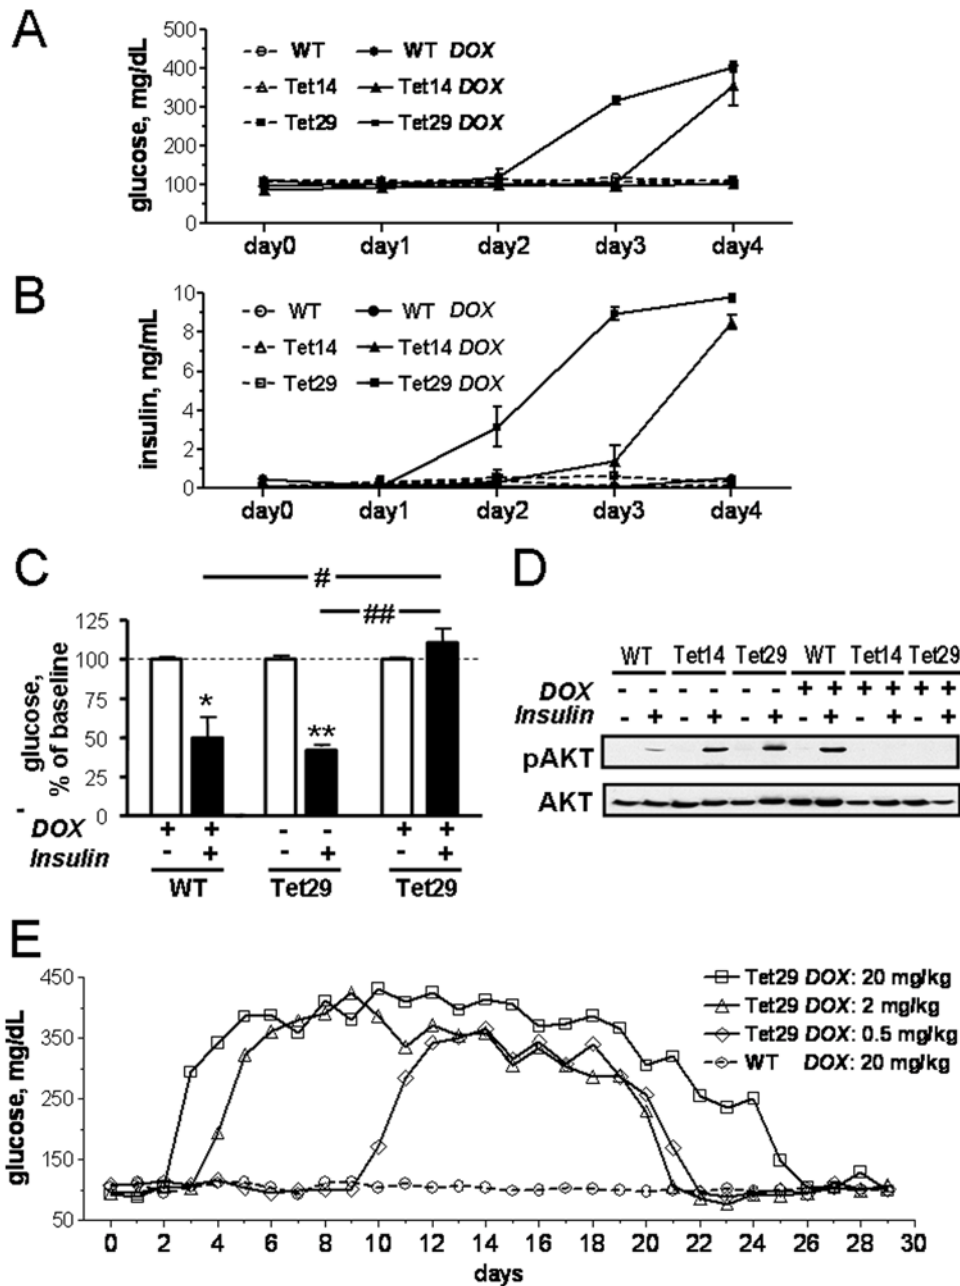 A
glucose, mg/dL
500
400
300
200
100
0
WT WT DOX
Tet14 Tet14 DOX
Tet29 Tet29 DOX
day0 day1 day2 day3 day4
B
insulin, ng/mL
10
8
6
4
2
0
WT WT DOX
Tet14 Tet14 DOX
Tet29 Tet29 DOX
day0 day1 day2 day3 day4
C
#
##
glucose,
% of baseline
125
100
75
50
25
0
*
**
DOX + + - - + +
Insulin - + - + - +
WT Tet29 Tet29
D
WT Tet14 Tet29 WT Tet14 Tet29
DOX - - - - - - + + + + + +
Insulin - + - + - + - + - + - +
pAKT
AKT
E
glucose, mg/dL
450
350
250
150
50
Tet29 DOX: 20 mg/kg
Tet29 DOX: 2 mg/kg
Tet29 DOX: 0.5 mg/kg
WT DOX: 20 mg/kg
0 2 4 6 8 10 12 14 16 18 20 22 24 26 28 30
days